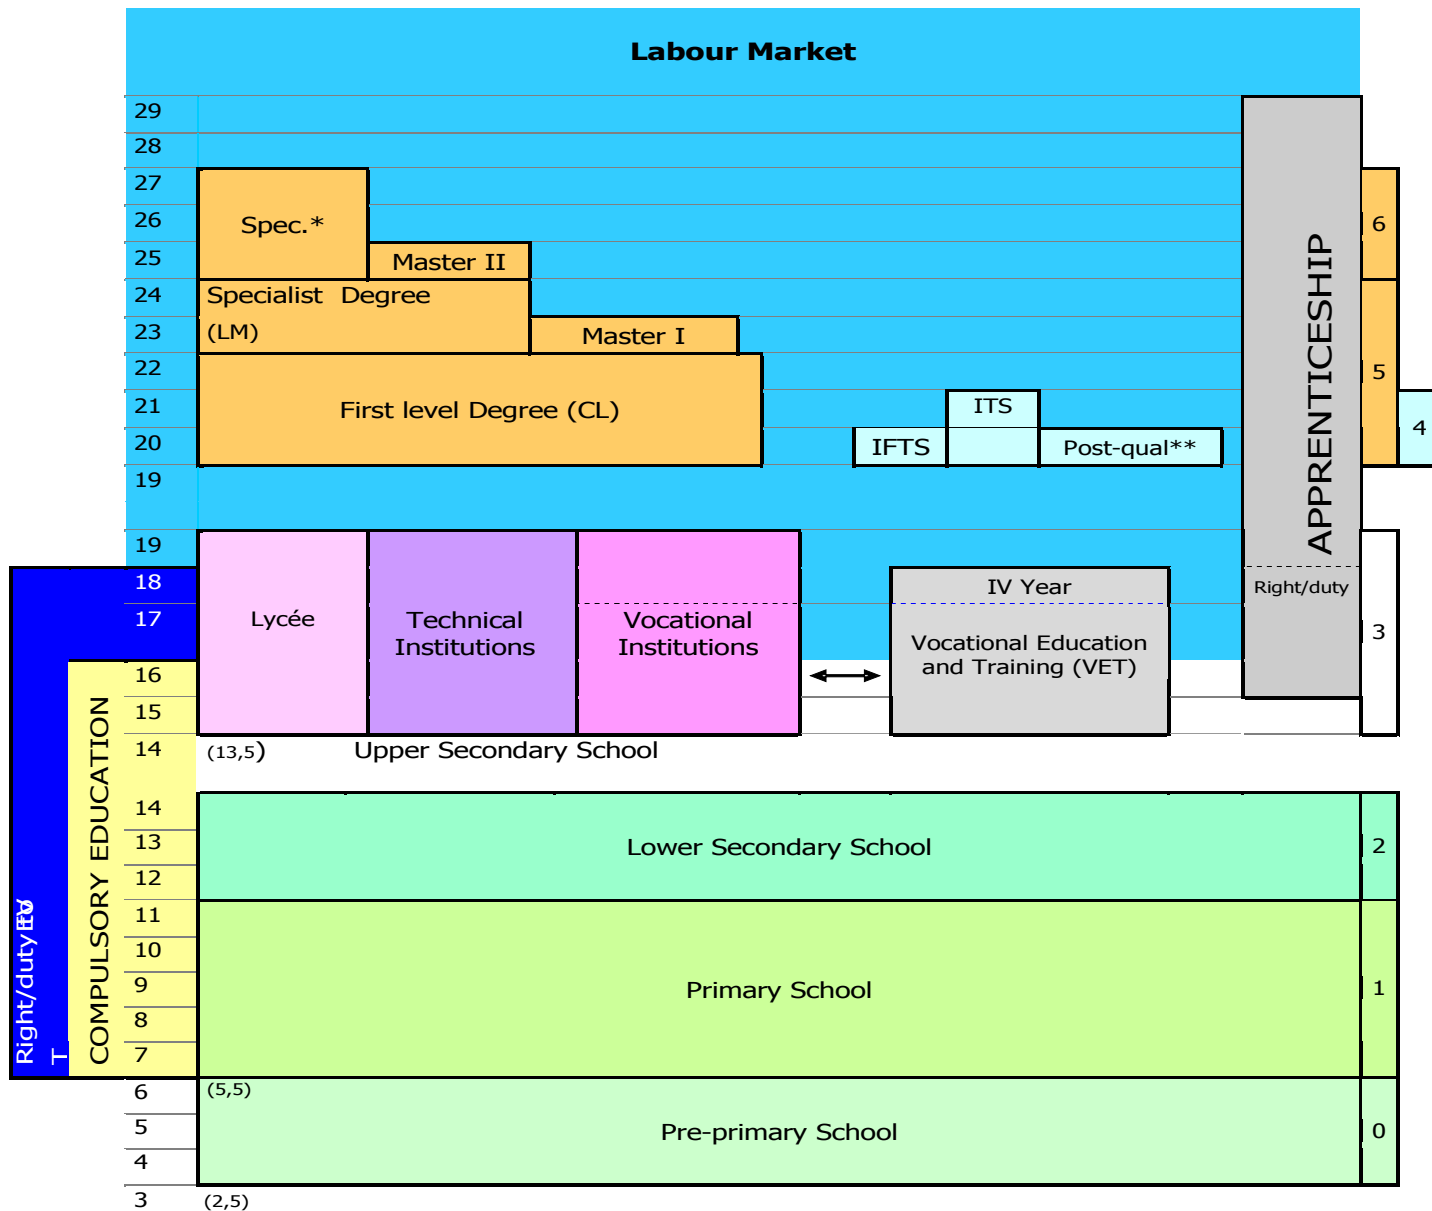 Labour Market
29
28
27
26
Spec.*
6
25
Master II
24
Specialist Degree
23
(LM)
Master I
22
5
21
First level Degree (CL)
ITS
4
20
IFTS
Post-qual**
19
APPRENTICESHIP
19
18
IV Year
Right/duty
17
Lycée
Technical
Institutions
Vocational
Institutions
Vocational Education
and Training (VET)
3
16
15
14
(13,5)
Upper Secondary School
14
13
Lower Secondary School
2
12
11
10
9
Primary School
1
8
7
Right/duty
T
COMPULSORY EDUCATION
6
(5,5)
5
Pre-primary School
0
4
3
(2,5)